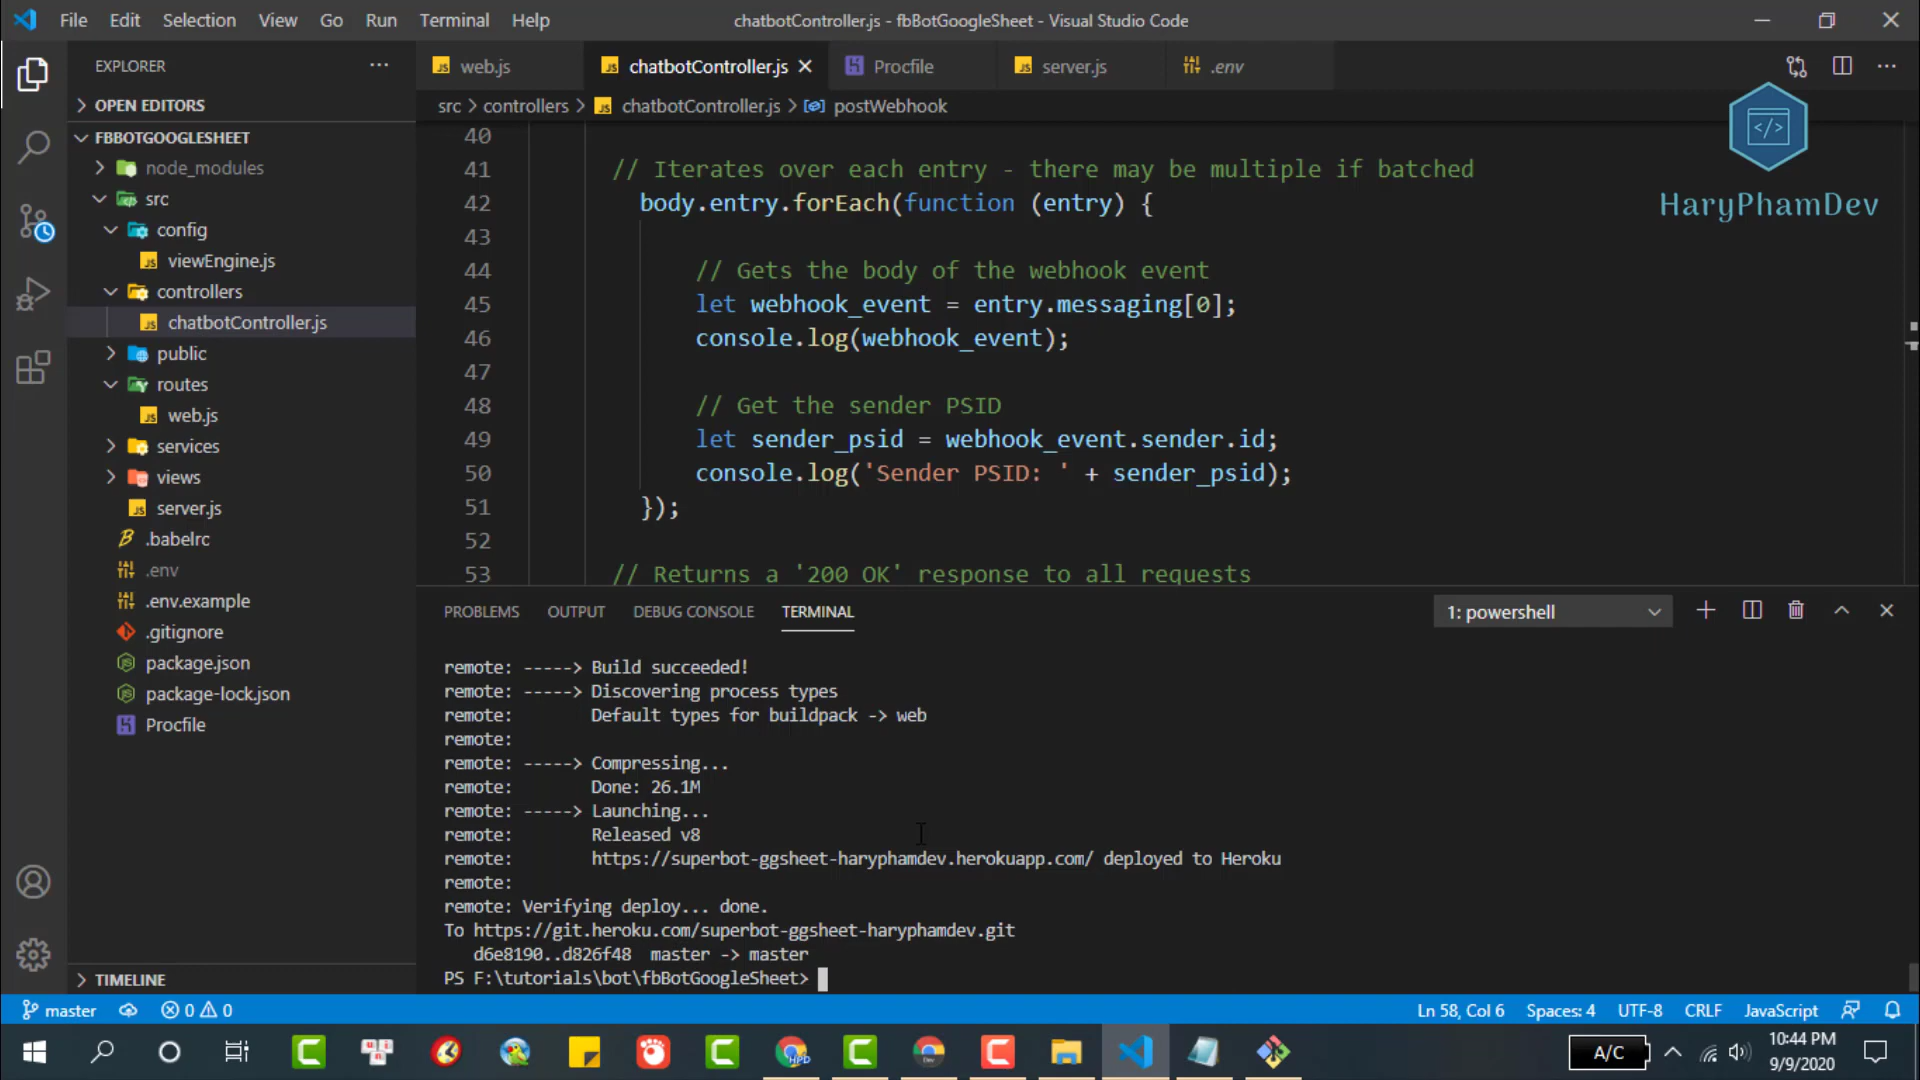 File Edit Selection View Go Run Terminal Help
chatbotController.js - fbBotGoogleSheet - Visual Studio Code
EXPLORER
OPEN EDITORS
FBBOTGOOGLESHEET
node_modules
src
config
viewEngine.js
controllers
chatbotController.js
public
routes
web.js
services
views
server.js
.babelrc
.env
.env.example
.gitignore
package.json
package-lock.json
Procfile
TIMELINE
web.js chatbotController.js Procfile server.js .env
src > controllers > chatbotController.js > postWebhook
HaryPhamDev
40
41 // Iterates over each entry - there may be multiple if batched
42 body.entry.forEach(function (entry) {
43
44 // Gets the body of the webhook event
45 let webhook_event = entry.messaging[0];
46 console.log(webhook_event);
47
48 // Get the sender PSID
49 let sender_psid = webhook_event.sender.id;
50 console.log('Sender PSID: ' + sender_psid);
51 });
52
53 // Returns a '200 OK' response to all requests
PROBLEMS OUTPUT DEBUG CONSOLE TERMINAL
1: powershell
remote: -----> Build succeeded!
remote: -----> Discovering process types
remote: Default types for buildpack -> web
remote:
remote: -----> Compressing...
remote: Done: 26.1M
remote: -----> Launching...
remote: Released v8
remote: https://superbot-ggsheet-haryphamdev.herokuapp.com/ deployed to Heroku
remote:
remote: Verifying deploy... done.
To https://git.heroku.com/superbot-ggsheet-haryphamdev.git
d6e8190..d826f48 master -> master
PS F:\tutorials\bot\fbBotGoogleSheet>
master 0 0
Ln 58, Col 6 Spaces: 4 UTF-8 CRLF JavaScript
A/C
10:44 PM
9/9/2020